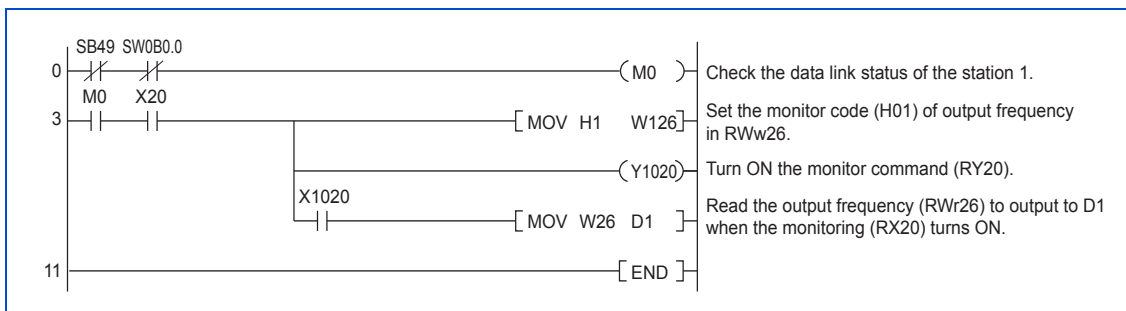 SB49 SW0B0.0
0 M0 Check the data link status of the station 1.
M0 X20
3 MOV H1 W126 Set the monitor code (H01) of output frequency
in RWw26.
Y1020 Turn ON the monitor command (RY20).
X1020
MOV W26 D1 Read the output frequency (RWr26) to output to D1
when the monitoring (RX20) turns ON.
11 END